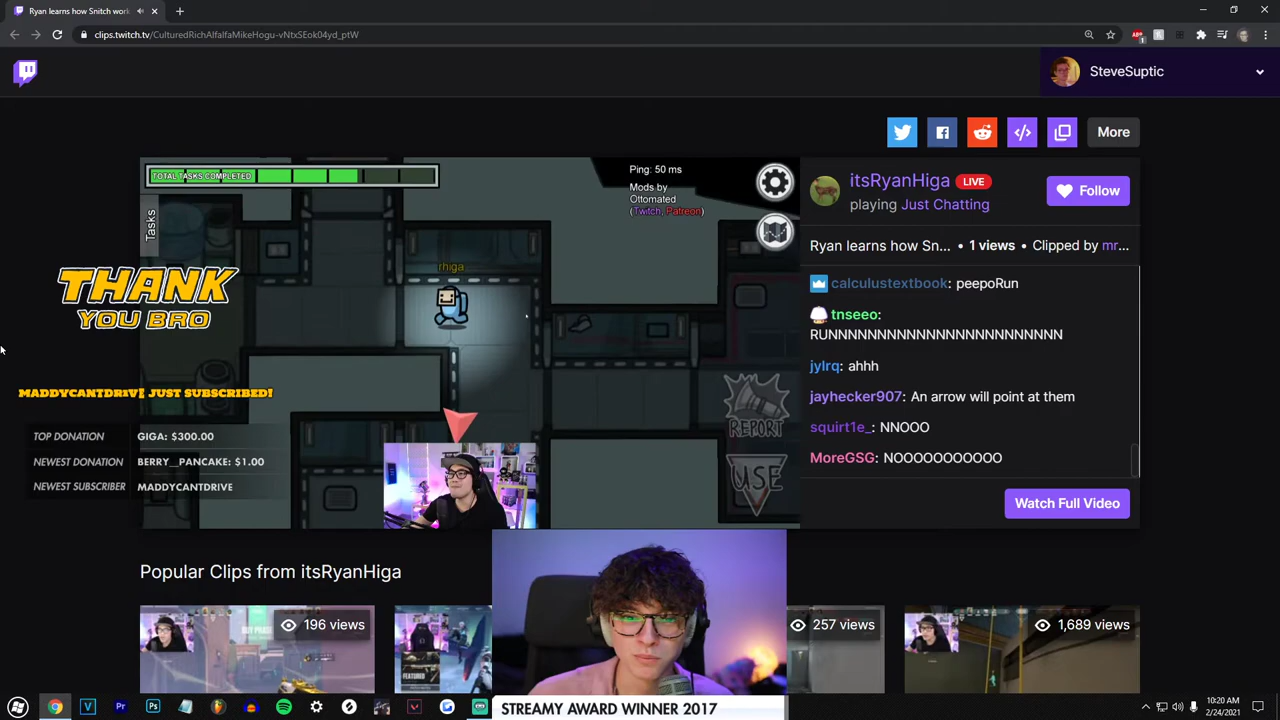 Ryan learns how Snitch work
clips.twitch.tv/CulturedRichAlfalfaMikeHogu-vNtxSEok04yd_ptW
SteveSuptic
More
TOTAL TASKS COMPLETED
Tasks
Ping: 50 ms
Mods by
Ottomated
(Twitch, Patreon)
rhiga
REPORT
USE
itsRyanHiga LIVE
playing Just Chatting
Follow
Ryan learns how Sn... • 1 views • Clipped by mr...
calculustextbook: peepoRun
tnseeo:
RUNNNNNNNNNNNNNNNNNNNNNNN
jylrq: ahhh
jayhecker907: An arrow will point at them
squirt1e_: NNOOO
MoreGSG: NOOOOOOOOOOO
Watch Full Video
THANK
YOU BRO
MADDYCANTDRIVE JUST SUBSCRIBED!
TOP DONATION GIGA: $300.00
NEWEST DONATION BERRY__PANCAKE: $1.00
NEWEST SUBSCRIBER MADDYCANTDRIVE
Popular Clips from itsRyanHiga
196 views
257 views
1,689 views
FEATURED
STREAMY AWARD WINNER 2017
10:20 AM
2/24/2021